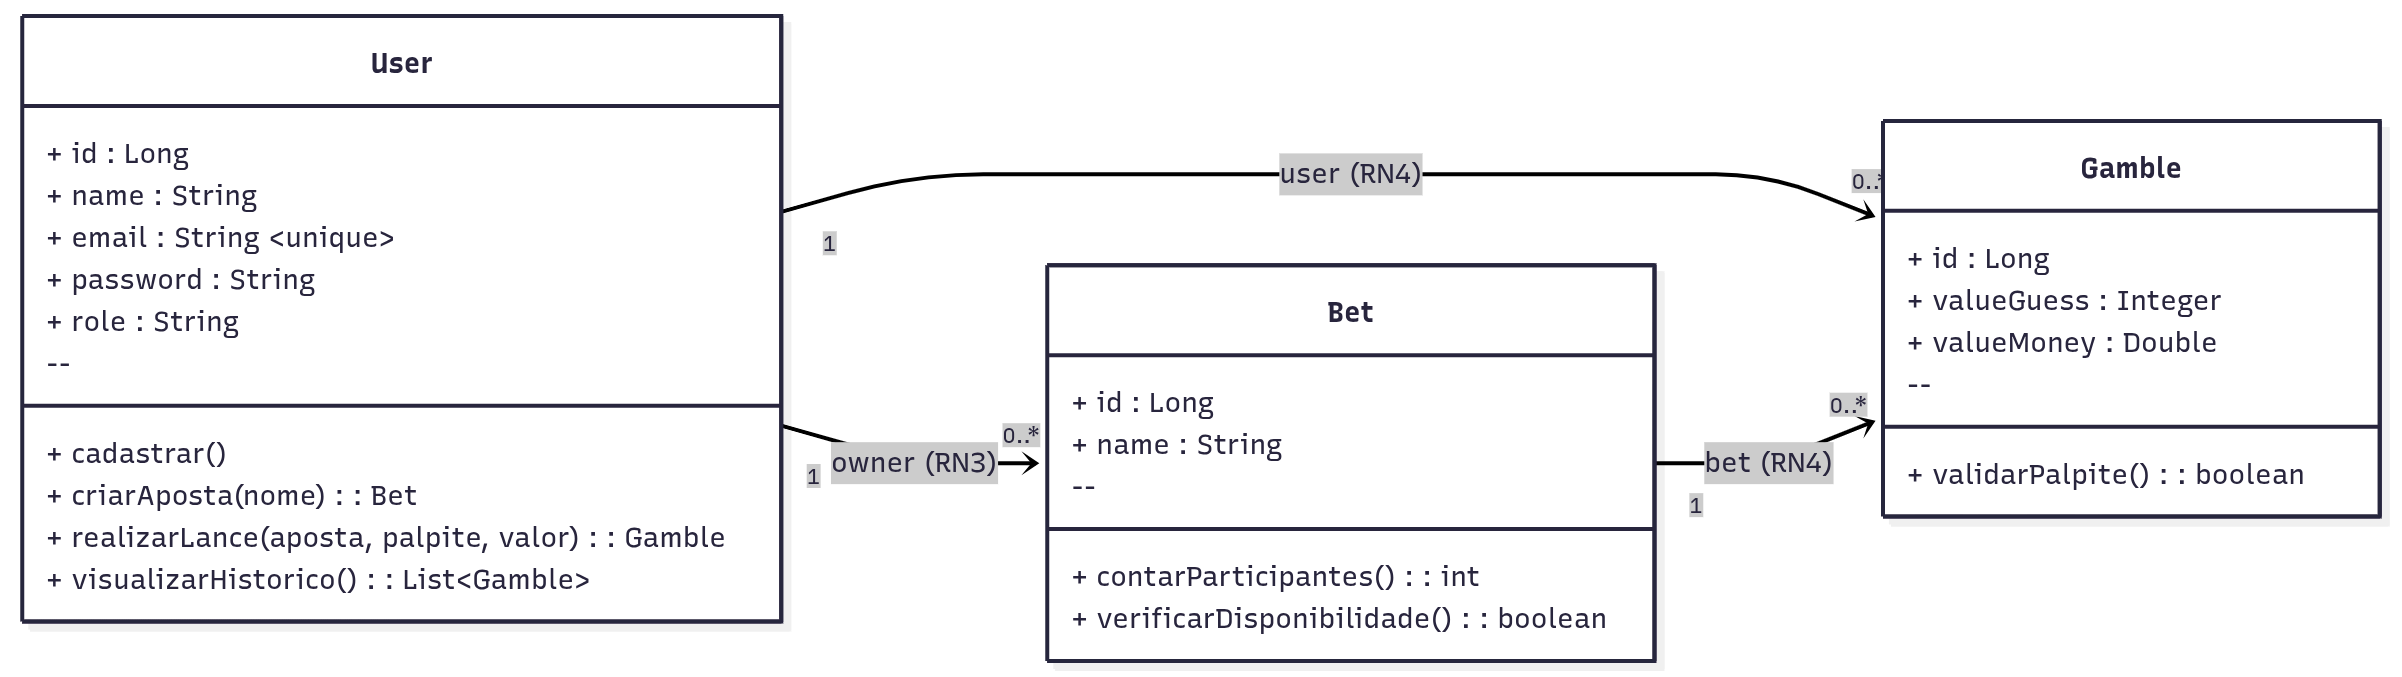 User
+ id : Long
+ name : String
+ email : String <unique>
+ password : String
+ role : String
--
+ cadastrar()
+ criarAposta(nome) : : Bet
+ realizarLance(aposta, palpite, valor) : : Gamble
+ visualizarHistorico() : : List<Gamble>
user (RN4)
1
0..*
owner (RN3)
1
0..*
Bet
+ id : Long
+ name : String
--
+ contarParticipantes() : : int
+ verificarDisponibilidade() : : boolean
bet (RN4)
1
0..*
Gamble
+ id : Long
+ valueGuess : Integer
+ valueMoney : Double
--
+ validarPalpite() : : boolean